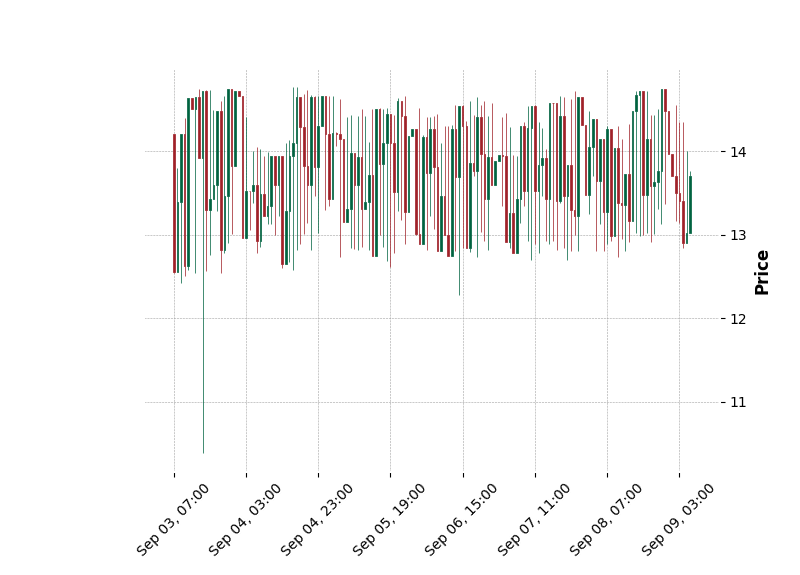 14
13
12
11
Price
Sep 03, 07:00
Sep 04, 03:00
Sep 04, 23:00
Sep 05, 19:00
Sep 06, 15:00
Sep 07, 11:00
Sep 08, 07:00
Sep 09, 03:00